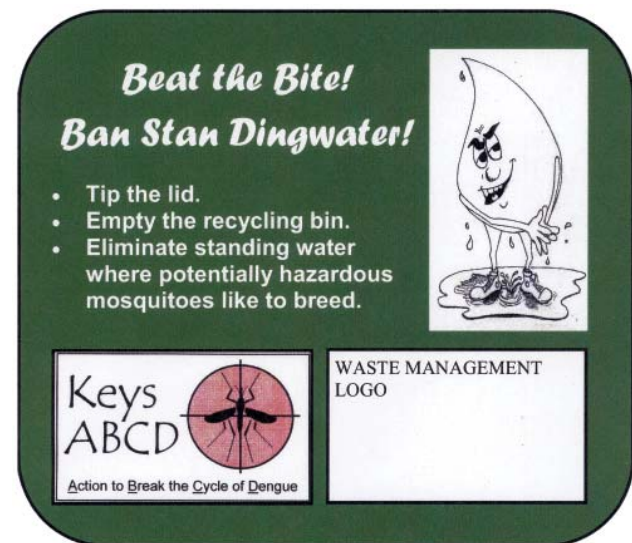 Beat the Bite!
Ban Stan Dingwater!
• Tip the lid.
• Empty the recycling bin.
• Eliminate standing water
where potentially hazardous
mosquitoes like to breed.
Keys
ABCD
Action to Break the Cycle of Dengue
WASTE MANAGEMENT
LOGO